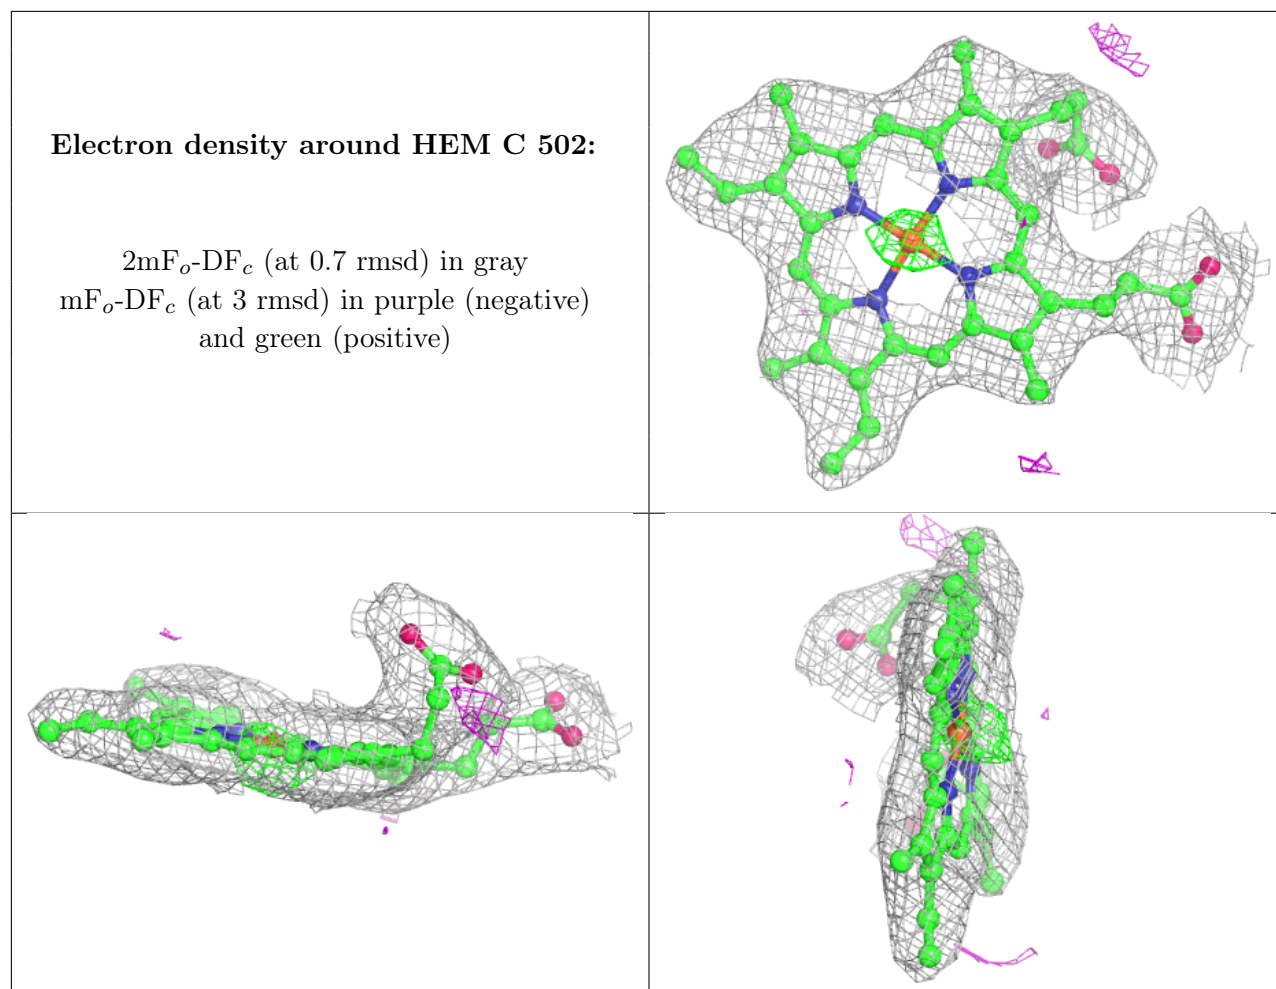 Electron density around HEM C 502:
2mFo-DFc (at 0.7 rmsd) in gray
mFo-DFc (at 3 rmsd) in purple (negative)
and green (positive)